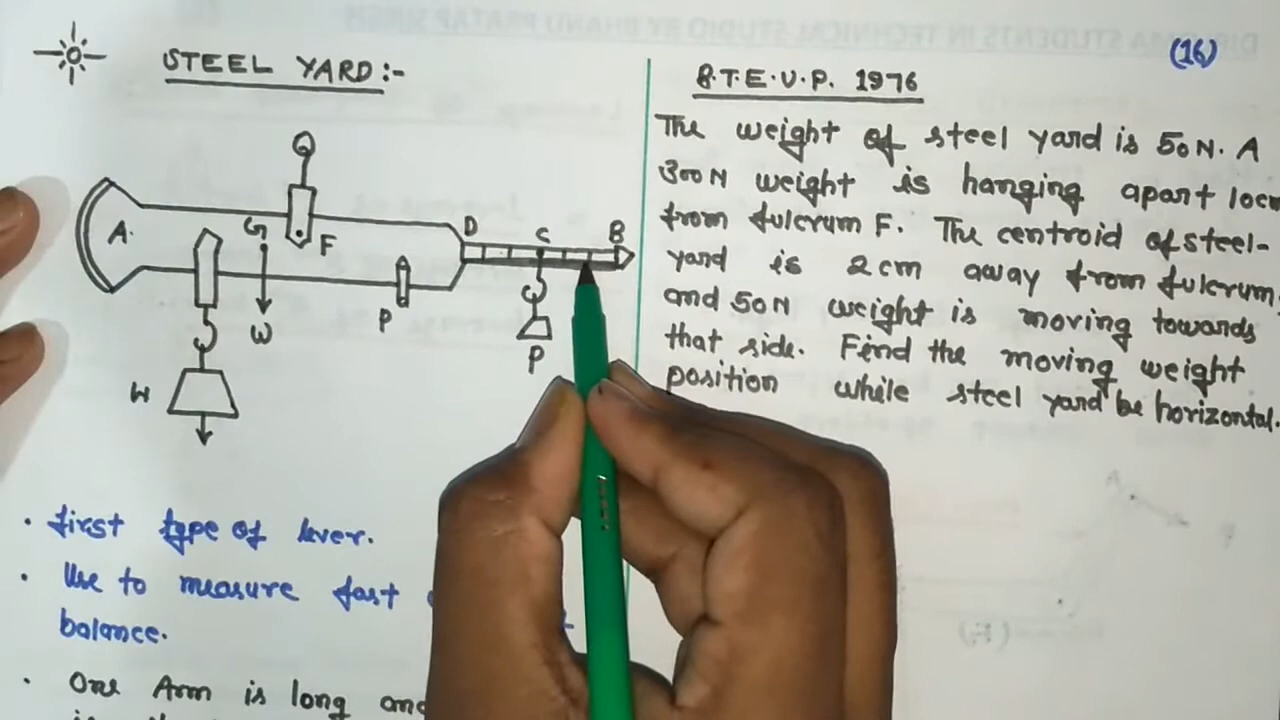 (16)
STEEL YARD:-
A
G
F
D
C
B
W
P
P
W
• first type of lever.
• Use to measure fast
balance.
• One Arm is long and
B.T.E.U.P. 1976
The weight of steel yard is 50N. A
300N weight is hanging apart 10cm
from fulcrum F. The centroid of steel-
yard is 2cm away from fulcrum.
and 50N weight is moving towards
that side. Find the moving weight
position while steel yard be horizontal.